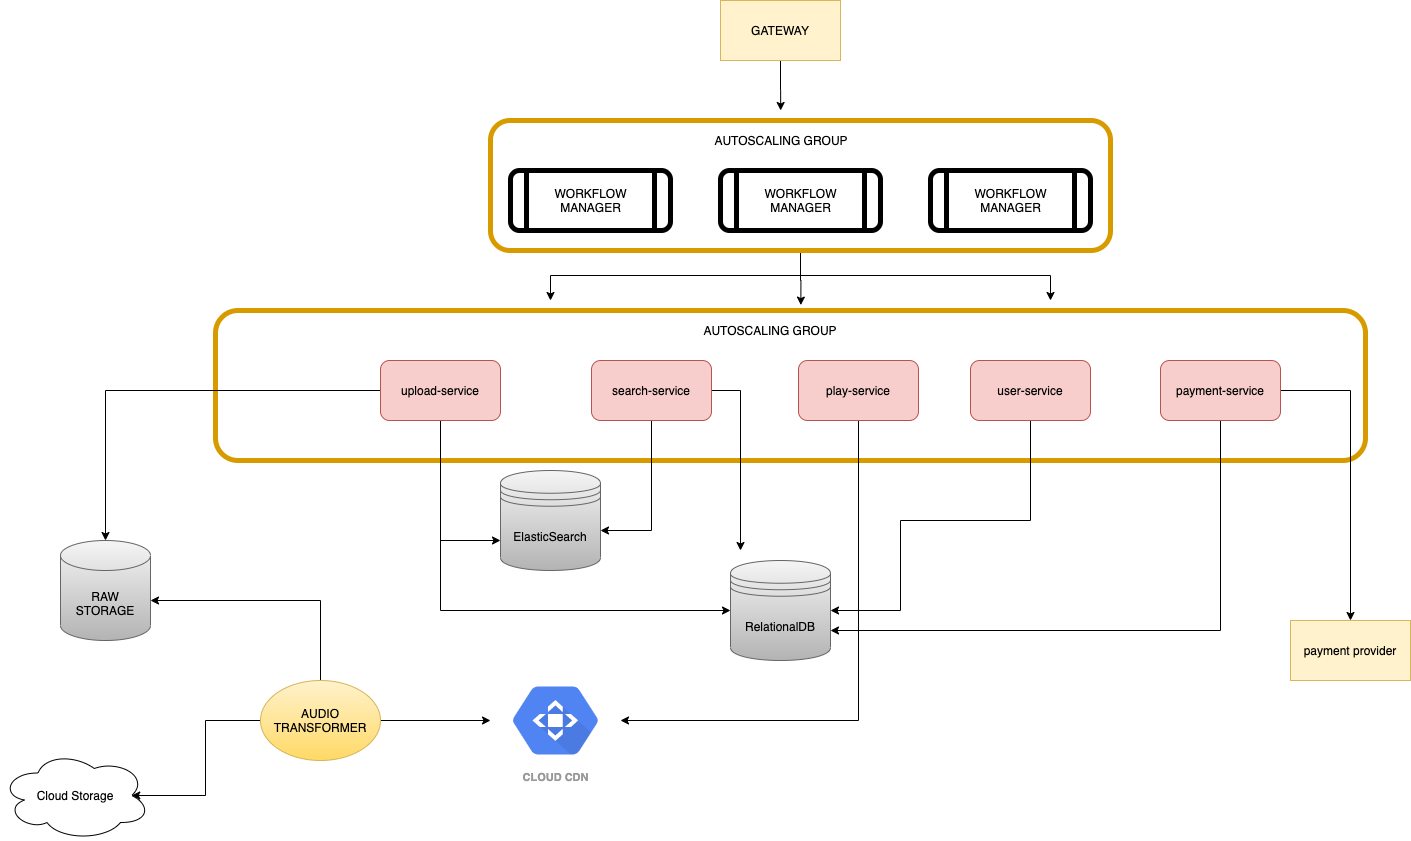 GATEWAY
AUTOSCALING GROUP
WORKFLOW
MANAGER
WORKFLOW
MANAGER
WORKFLOW
MANAGER
AUTOSCALING GROUP
upload-service
search-service
play-service
user-service
payment-service
ElasticSearch
RAW
STORAGE
RelationalDB
payment provider
AUDIO
TRANSFORMER
CLOUD CDN
Cloud Storage